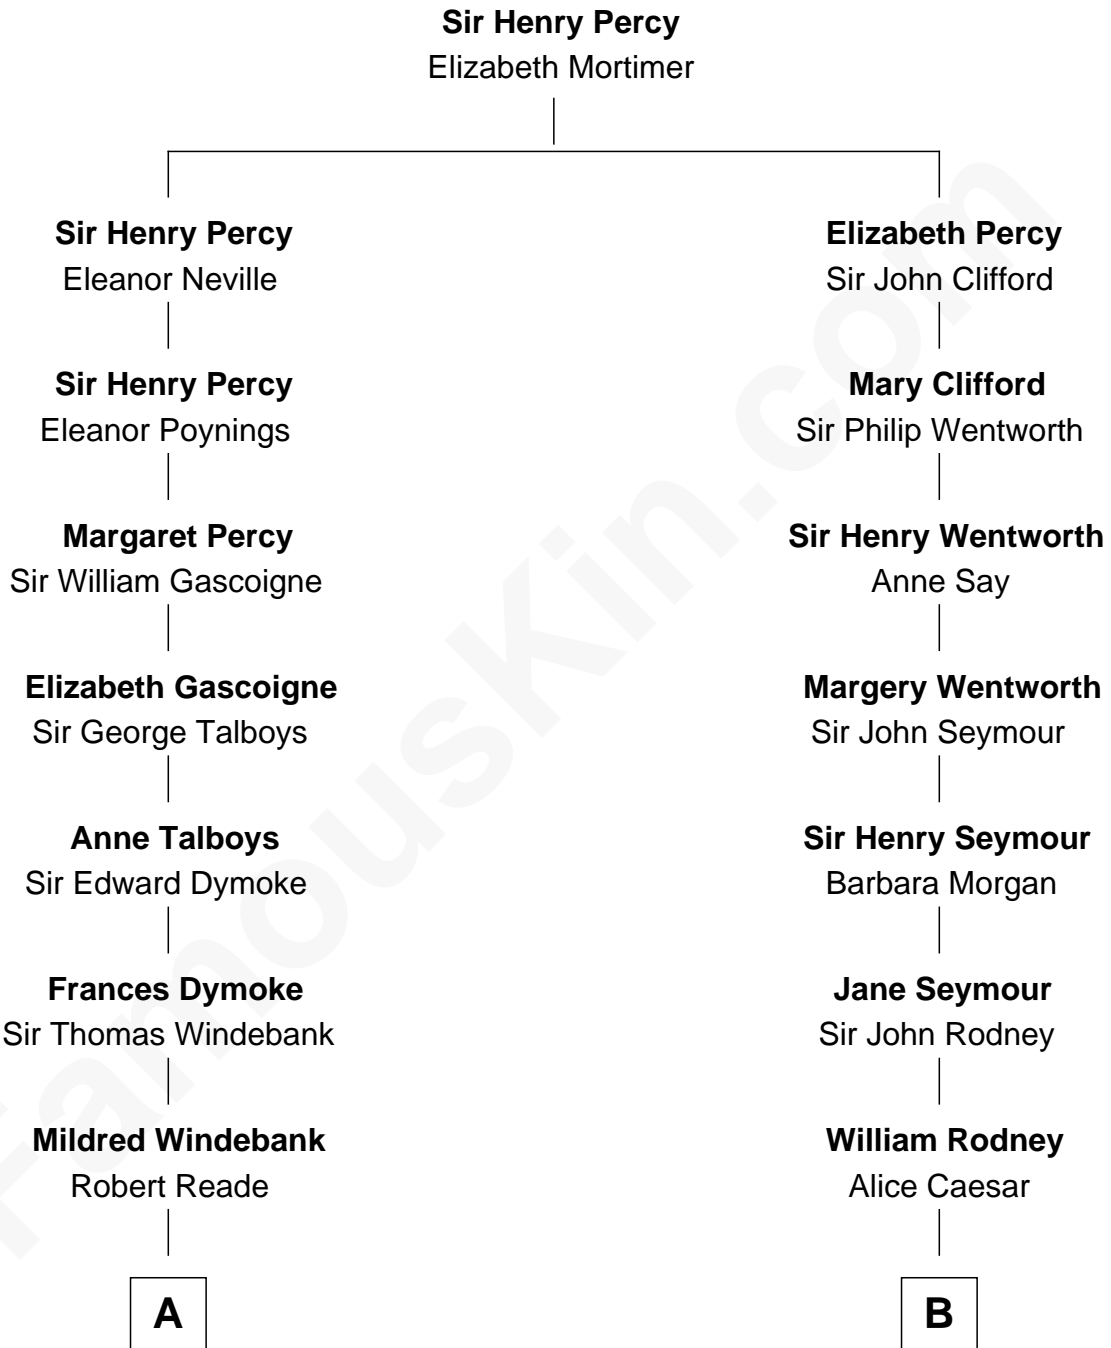 Sir Henry Percy
Elizabeth Mortimer
Sir Henry Percy
Eleanor Neville
Sir Henry Percy
Eleanor Poynings
Margaret Percy
Sir William Gascoigne
Elizabeth Gascoigne
Sir George Talboys
Anne Talboys
Sir Edward Dymoke
Frances Dymoke
Sir Thomas Windebank
Mildred Windebank
Robert Reade
A
Elizabeth Percy
Sir John Clifford
Mary Clifford
Sir Philip Wentworth
Sir Henry Wentworth
Anne Say
Margery Wentworth
Sir John Seymour
Sir Henry Seymour
Barbara Morgan
Jane Seymour
Sir John Rodney
William Rodney
Alice Caesar
B
FamousKin.com